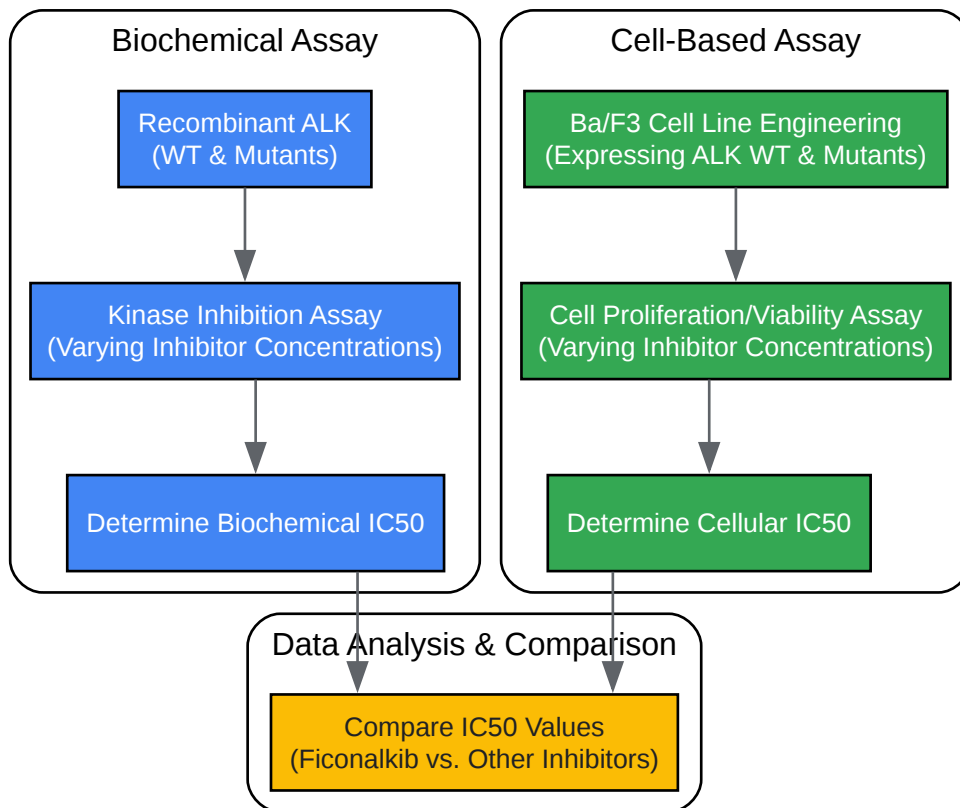 Biochemical Assay
Recombinant ALK
(WT & Mutants)
Kinase Inhibition Assay
(Varying Inhibitor Concentrations)
Determine Biochemical IC50
Cell-Based Assay
Ba/F3 Cell Line Engineering
(Expressing ALK WT & Mutants)
Cell Proliferation/Viability Assay
(Varying Inhibitor Concentrations)
Determine Cellular IC50
Data Analysis & Comparison
Compare IC50 Values
(Ficonalkib vs. Other Inhibitors)